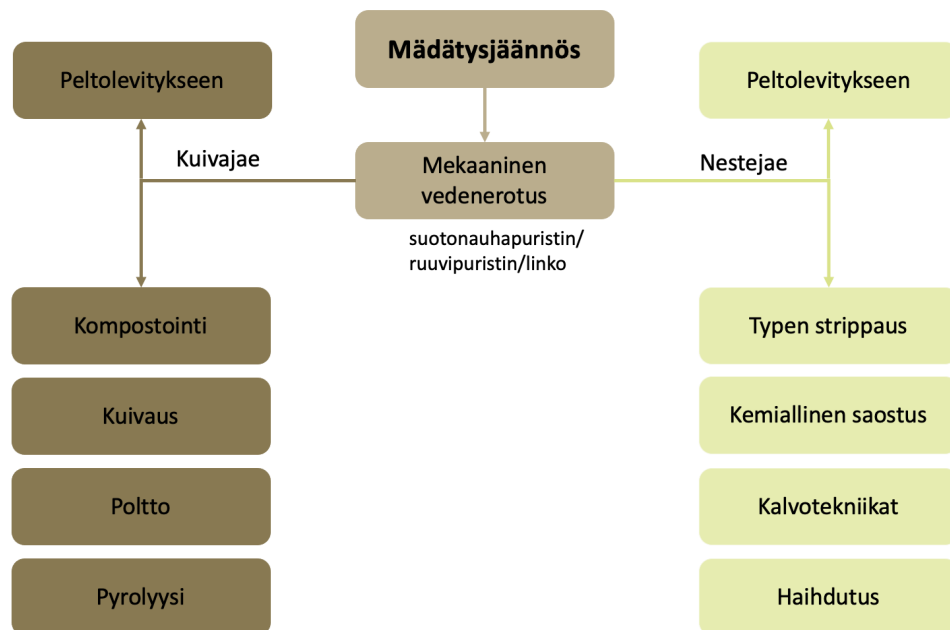 Mädätysjäännös
Peltolevitykseen
Peltolevitykseen
Kuivajae
Mekaaninen
vedenerotus
Nestejae
suotonauhapuristin/
ruuvipuristin/linko
Kompostointi
Kuivaus
Poltto
Pyrolyysi
Typen strippaus
Kemiallinen saostus
Kalvotekniikat
Haihdutus